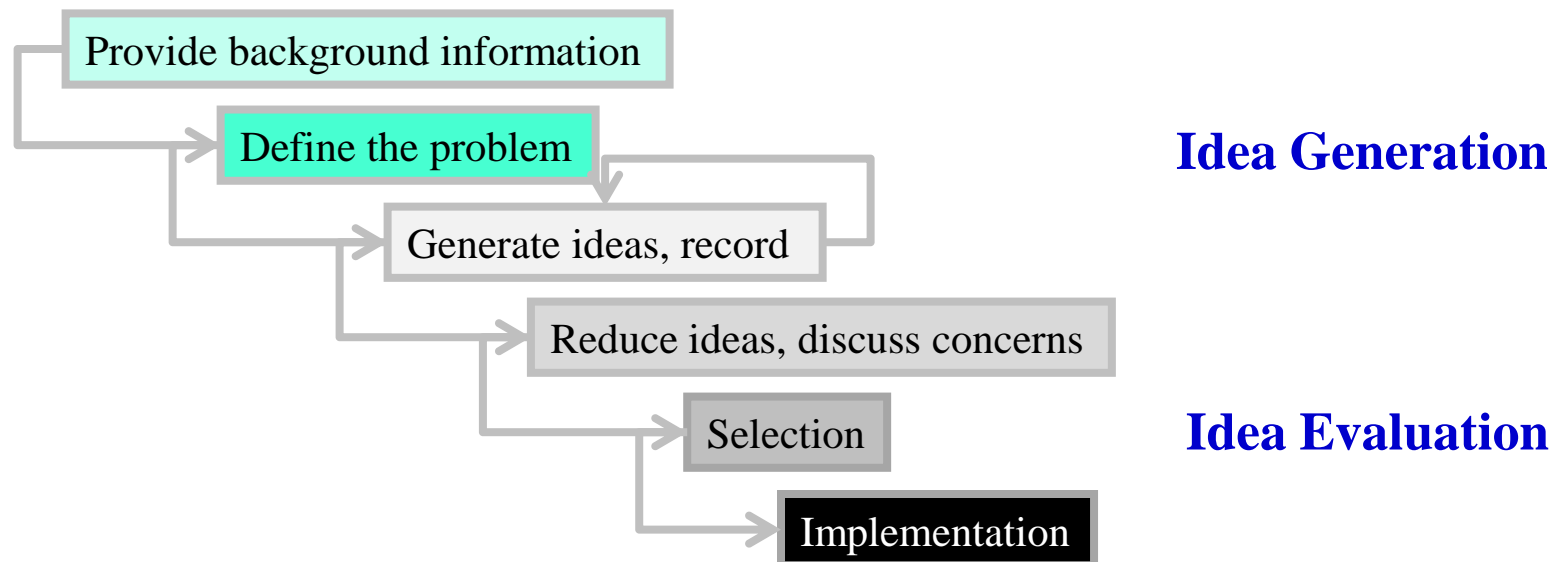 Provide background information
Define the problem
Idea Generation
Generate ideas, record
Reduce ideas, discuss concerns
Selection
Idea Evaluation
Implementation